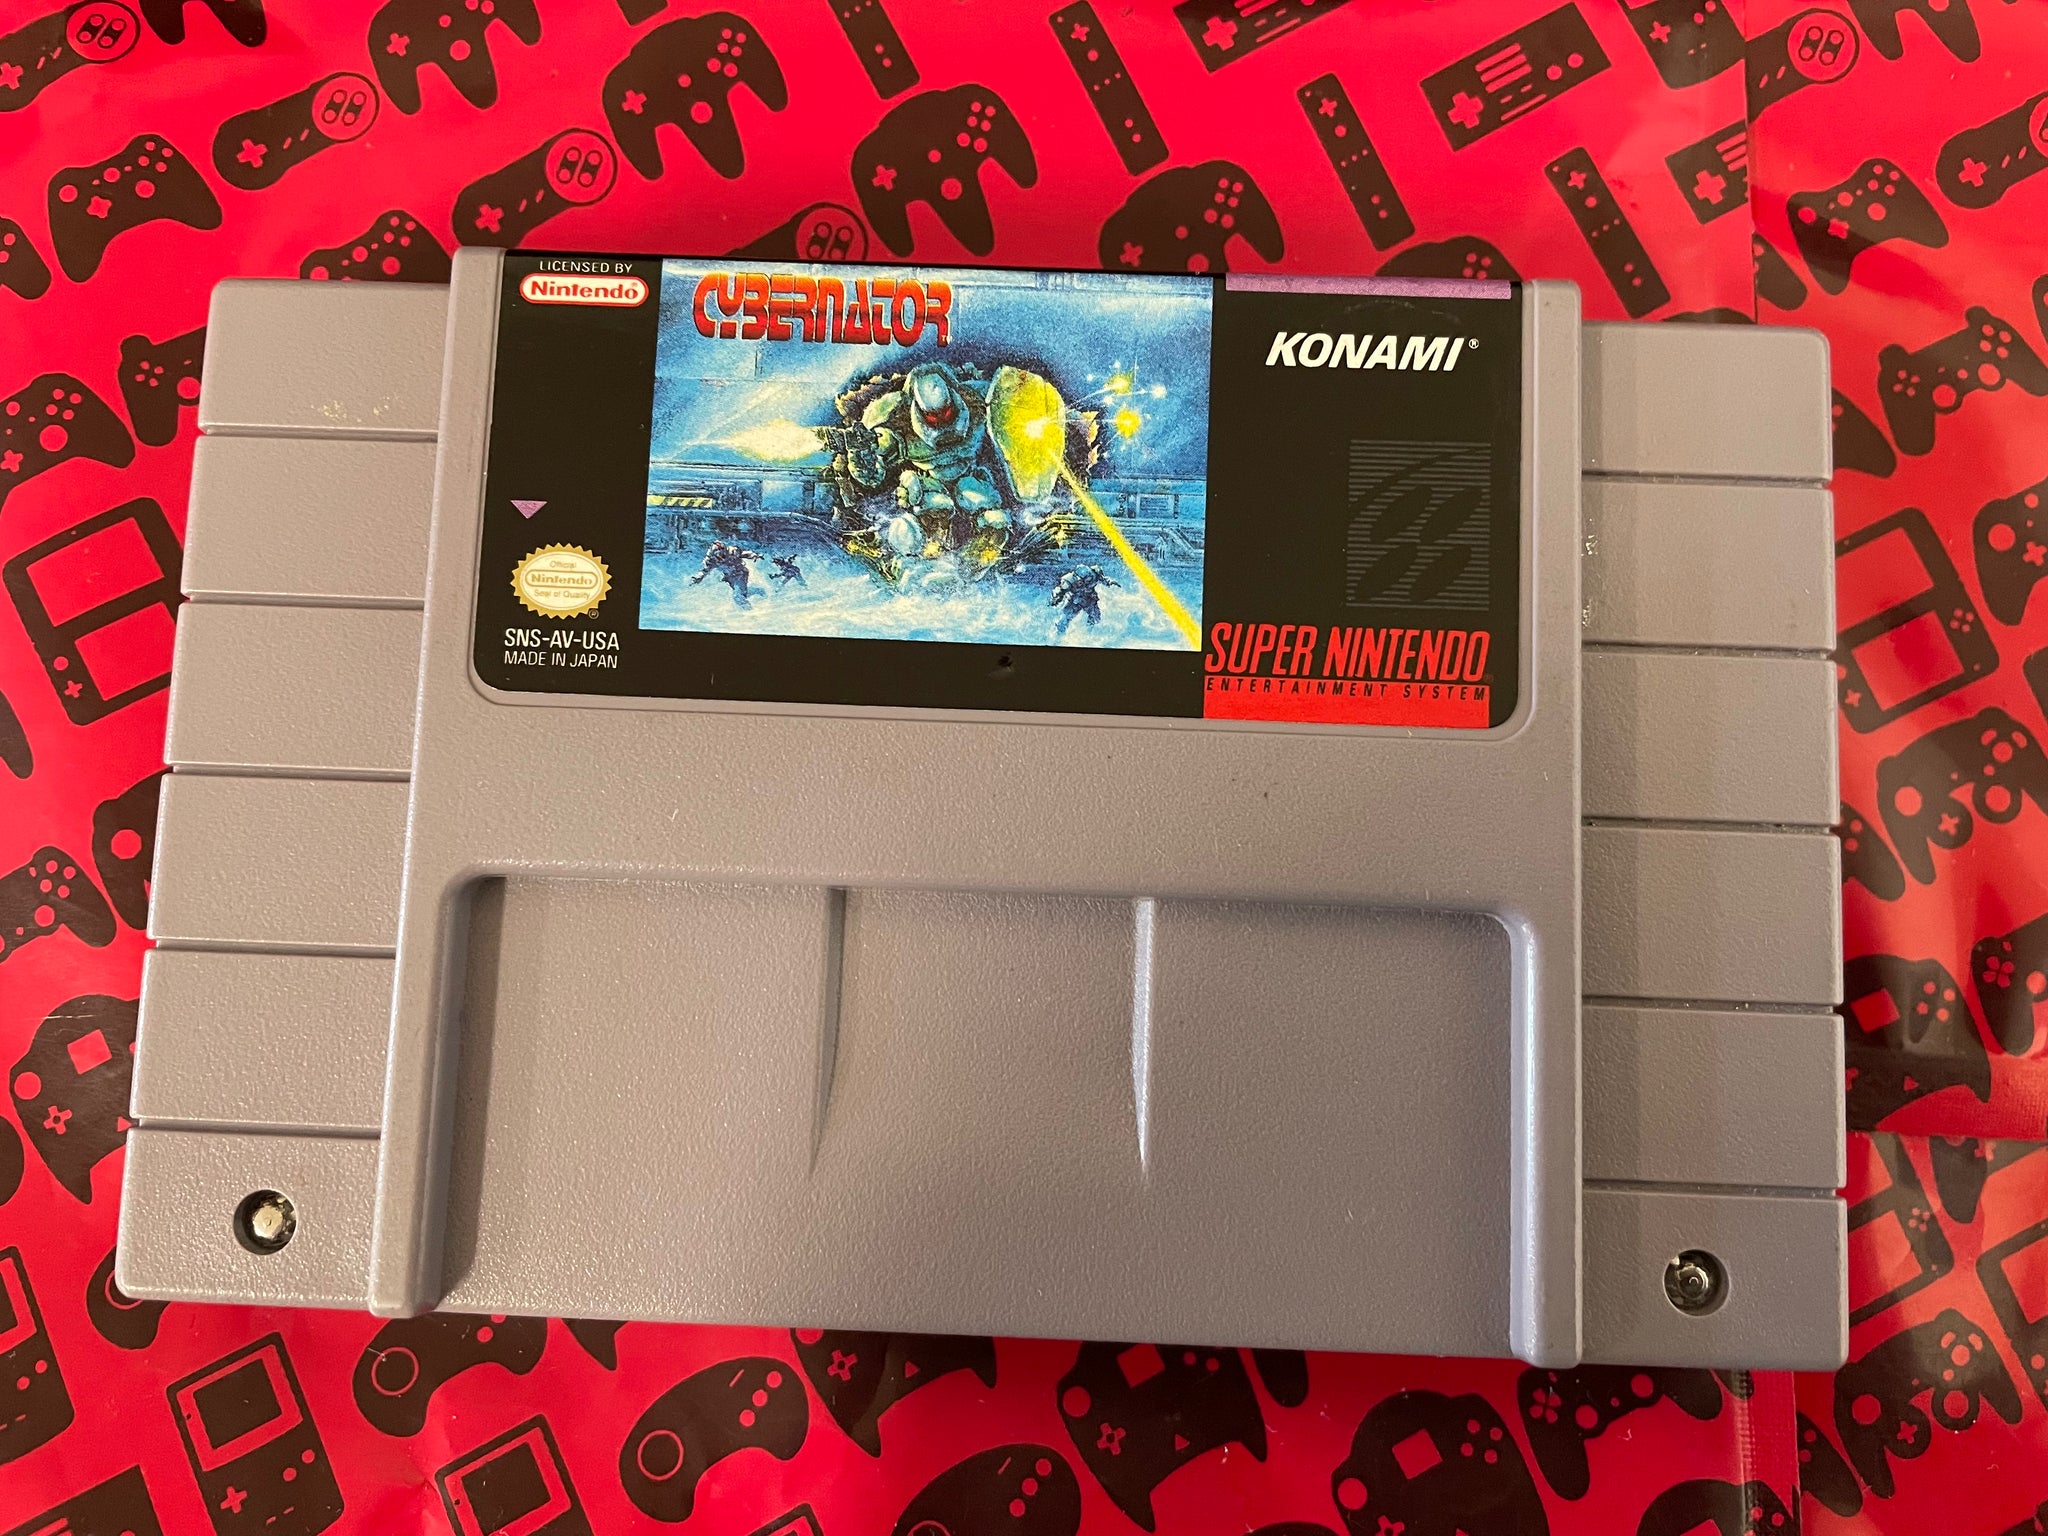 LICENSED BY
Nintendo®
CYBERNATOR™
KONAMI®
Official
Nintendo
Seal of Quality
®
SNS-AV-USA
MADE IN JAPAN
SUPER NINTENDO
ENTERTAINMENT SYSTEM